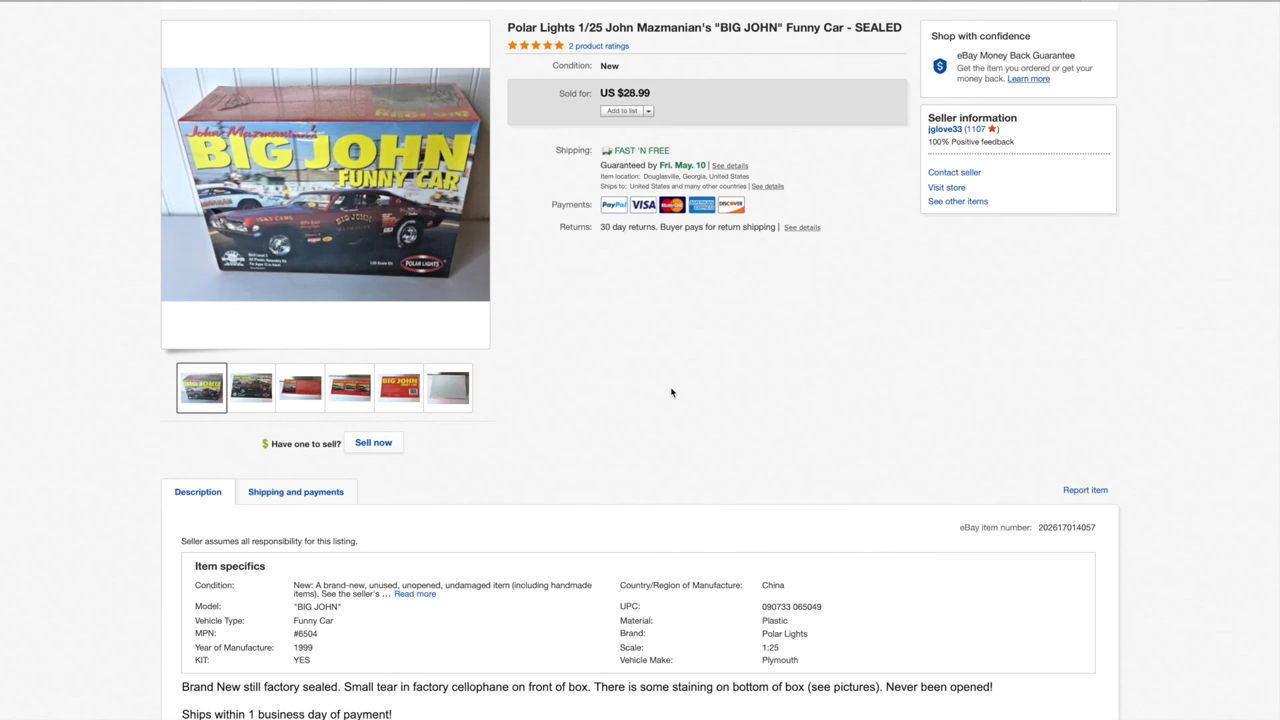 Polar Lights 1/25 John Mazmanian's "BIG JOHN" Funny Car - SEALED
2 product ratings
Condition: New
Sold for: US $28.99
Add to list
Shipping: FAST 'N FREE
Guaranteed by Fri. May. 10 | See details
Item location: Douglasville, Georgia, United States
Ships to: United States and many other countries | See details
Payments: PayPal VISA MasterCard AMERICAN EXPRESS DISCOVER
Returns: 30 day returns. Buyer pays for return shipping | See details
Shop with confidence
eBay Money Back Guarantee
Get the item you ordered or get your
money back. Learn more
Seller information
jglove33 (1107)
100% Positive feedback
Contact seller
Visit store
See other items
John Mazmanian's
BIG JOHN
FUNNY CAR
BIG JOHN
POLAR LIGHTS
BIG JOHN
$ Have one to sell? Sell now
Description
Shipping and payments
Report item
eBay item number: 202617014057
Seller assumes all responsibility for this listing.
Item specifics
Condition: New: A brand-new, unused, unopened, undamaged item (including handmade
items). See the seller's ... Read more
Country/Region of Manufacture: China
Model: "BIG JOHN"
UPC: 090733 065049
Vehicle Type: Funny Car
Material: Plastic
MPN: #6504
Brand: Polar Lights
Year of Manufacture: 1999
Scale: 1:25
KIT: YES
Vehicle Make: Plymouth
Brand New still factory sealed. Small tear in factory cellophane on front of box. There is some staining on bottom of box (see pictures). Never been opened!
Ships within 1 business day of payment!